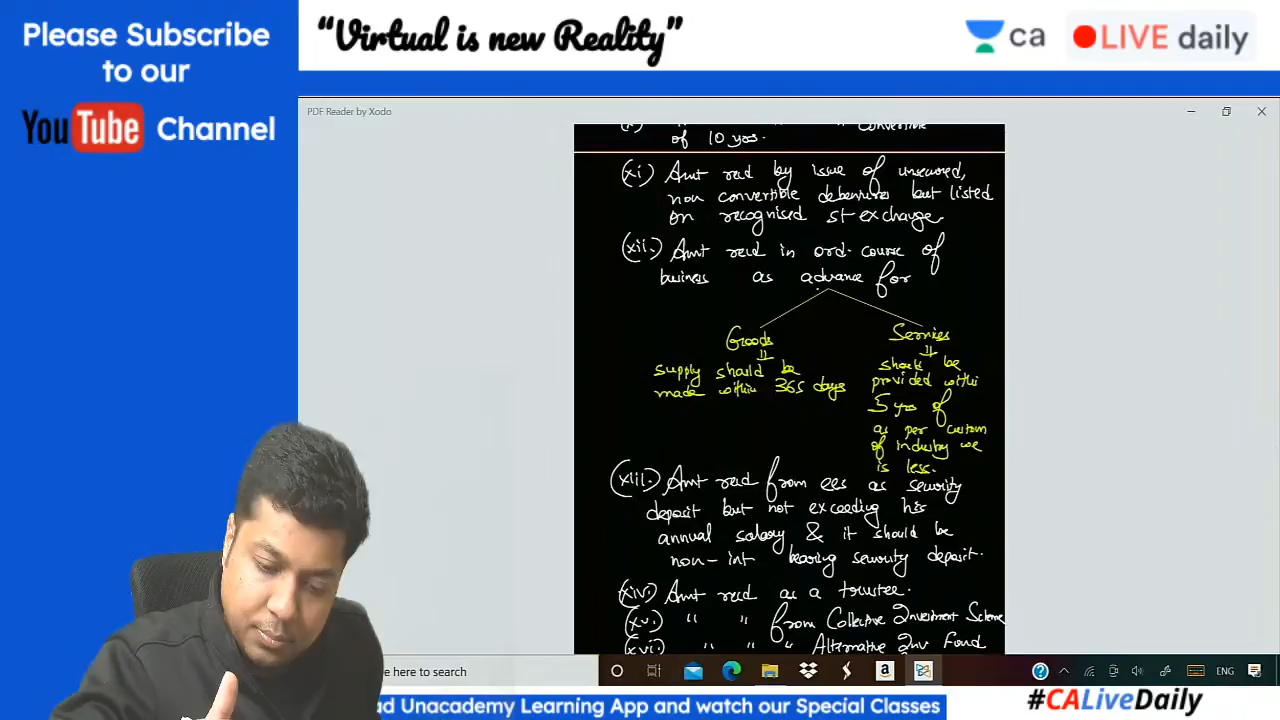 Please Subscribe
to our
YouTube Channel
“Virtual is new Reality”
ca
LIVE daily
PDF Reader by Xodo
of 10 yrs.
(xi) Amt recd by issue of unsecured,
non convertible debentures but listed
on recognised st exchange.
(xii.) Amt recd in ord. course of
business as advance for
Goods
supply should be
made within 365 days
Services
should be
provided within
5 yrs of
as per custom
of industry
is less.
(xiii.) Amt recd from ees as security
deposit but not exceeding his
annual salary & it should be
non-int bearing security deposit.
(xiv) Amt recd as a trustee.
(xv.) " " from Collective Investment Scheme
(xvi.) " " " Alternative Inv Fund
here to search
ENG
ad Unacademy Learning App and watch our Special Classes
#CALiveDaily